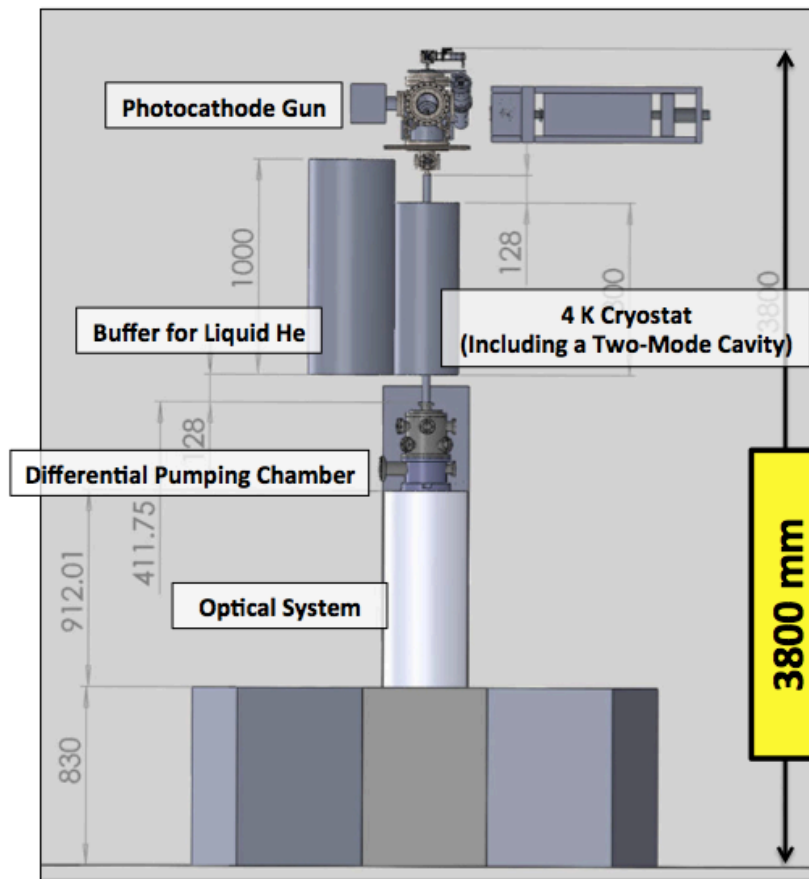 Photocathode Gun
1000
128
800
3800
Buffer for Liquid He
4 K Cryostat
(Including a Two-Mode Cavity)
128
Differential Pumping Chamber
411.75
912.01
Optical System
3800 mm
830